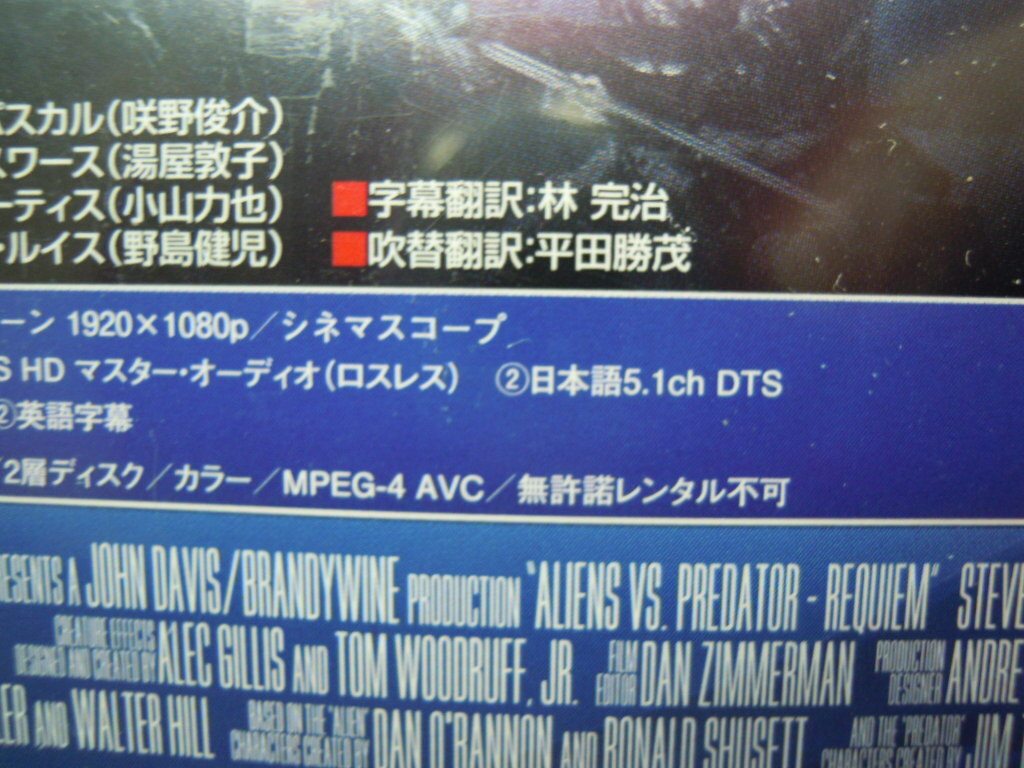 パスカル(咲野俊介)
スワース(湯屋敦子)
ーティス(小山力也)
・ルイス(野島健児)
■字幕翻訳:林 完治
■吹替翻訳:平田勝茂
ーン 1920×1080p/シネマスコープ
S HD マスター・オーディオ(ロスレス) ②日本語5.1ch DTS
②英語字幕
/2層ディスク/カラー/MPEG-4 AVC/無許諾レンタル不可
ESENTS A JOHN DAVIS/BRANDYWINE PRODUCTION "ALIENS VS. PREDATOR - REQUIEM" STEVE
CREATURE EFFECTS DESIGNED AND CREATED BY ALEC GILLIS AND TOM WOODRUFF, JR. FILM EDITOR DAN ZIMMERMAN PRODUCTION DESIGNER ANDRE
ER AND WALTER HILL BASED ON THE "ALIEN" CHARACTERS CREATED BY DAN O'BANNON AND RONALD SHUSETT AND THE "PREDATOR" CHARACTERS CREATED BY JIM